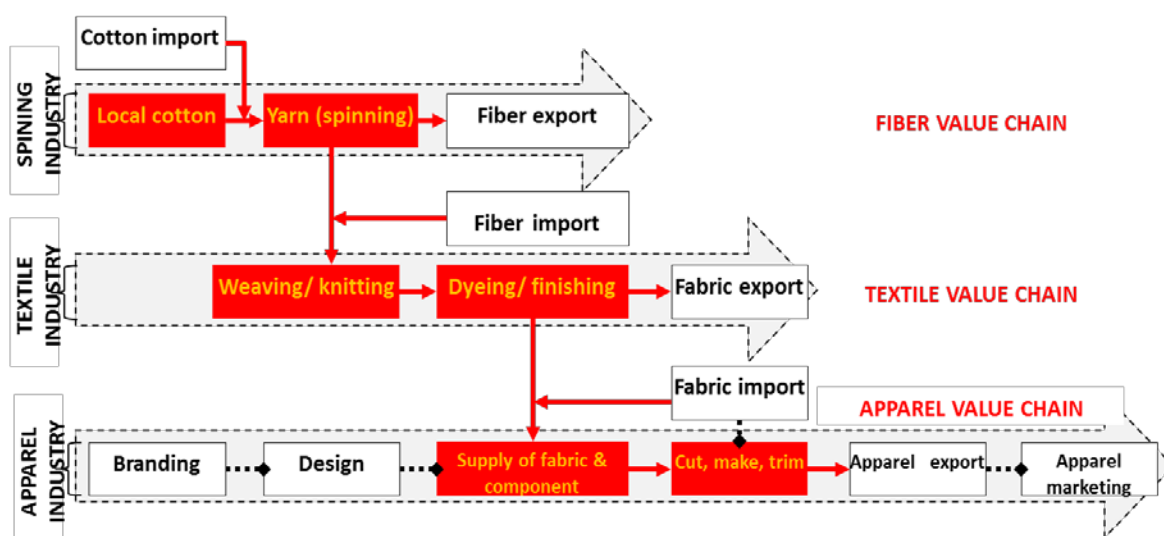 Cotton import
SPINING
INDUSTRY
Local cotton
Yarn (spinning)
Fiber export
FIBER VALUE CHAIN
Fiber import
TEXTILE
INDUSTRY
Weaving/ knitting
Dyeing/ finishing
Fabric export
TEXTILE VALUE CHAIN
Fabric import
APPAREL VALUE CHAIN
APPAREL
INDUSTRY
Branding
Design
Supply of fabric &
component
Cut, make, trim
Apparel export
Apparel
marketing